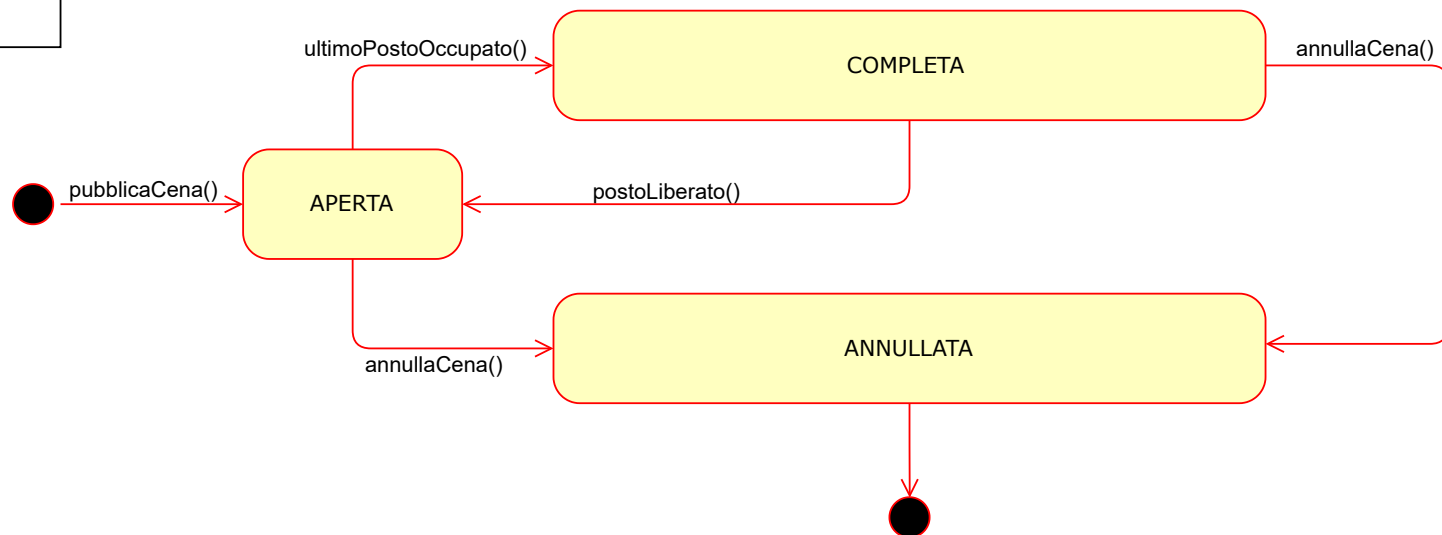 ultimoPostoOccupato()
COMPLETA
annullaCena()
pubblicaCena()
APERTA
postoLiberato()
ANNULLATA
annullaCena()